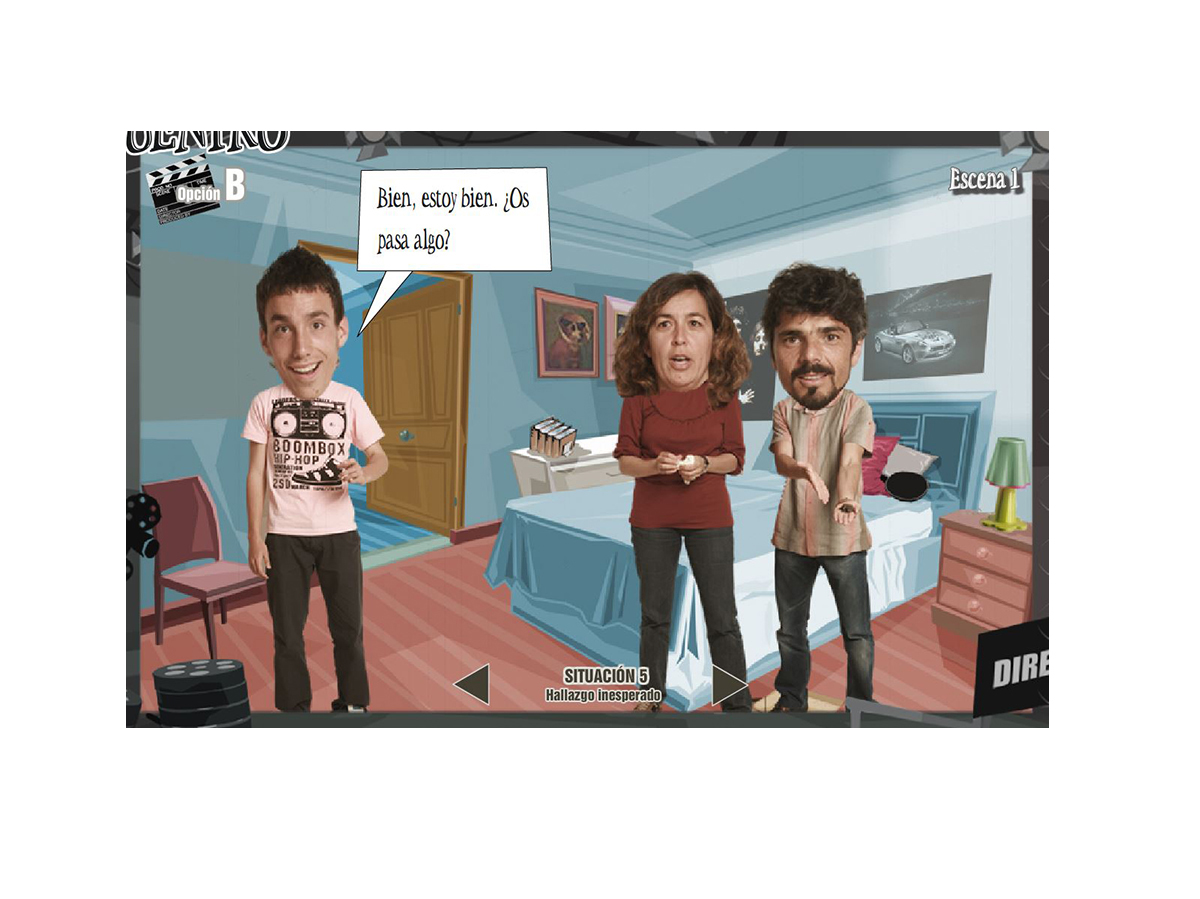 Opción B
Escena 1
Bien, estoy bien. ¿Os
pasa algo?
BOOMBOX
HIP-HOP
SITUACIÓN 5
Hallazgo inesperado
DIRE